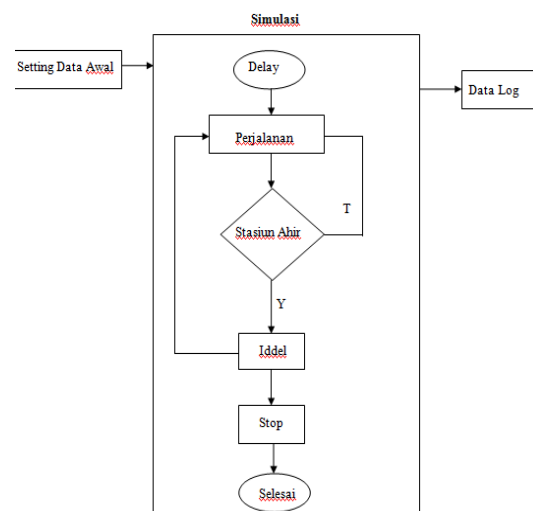 Simulasi
Setting Data Awal
Delay
Data Log
Perjalanan
T
Stasiun Ahir
Y
Iddel
Stop
Selesai